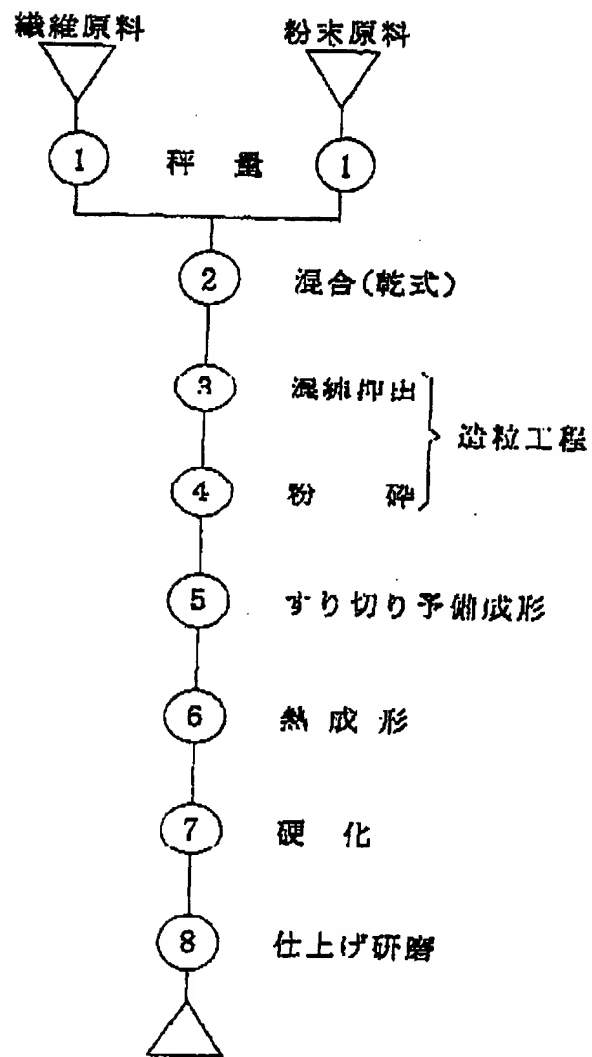 繊維原料 粉末原料
1 秤量 1
2 混合(乾式)
3 混練押出
造粒工程
4 粉砕
5 すり切り予備成形
6 熱成形
7 硬化
8 仕上げ研磨